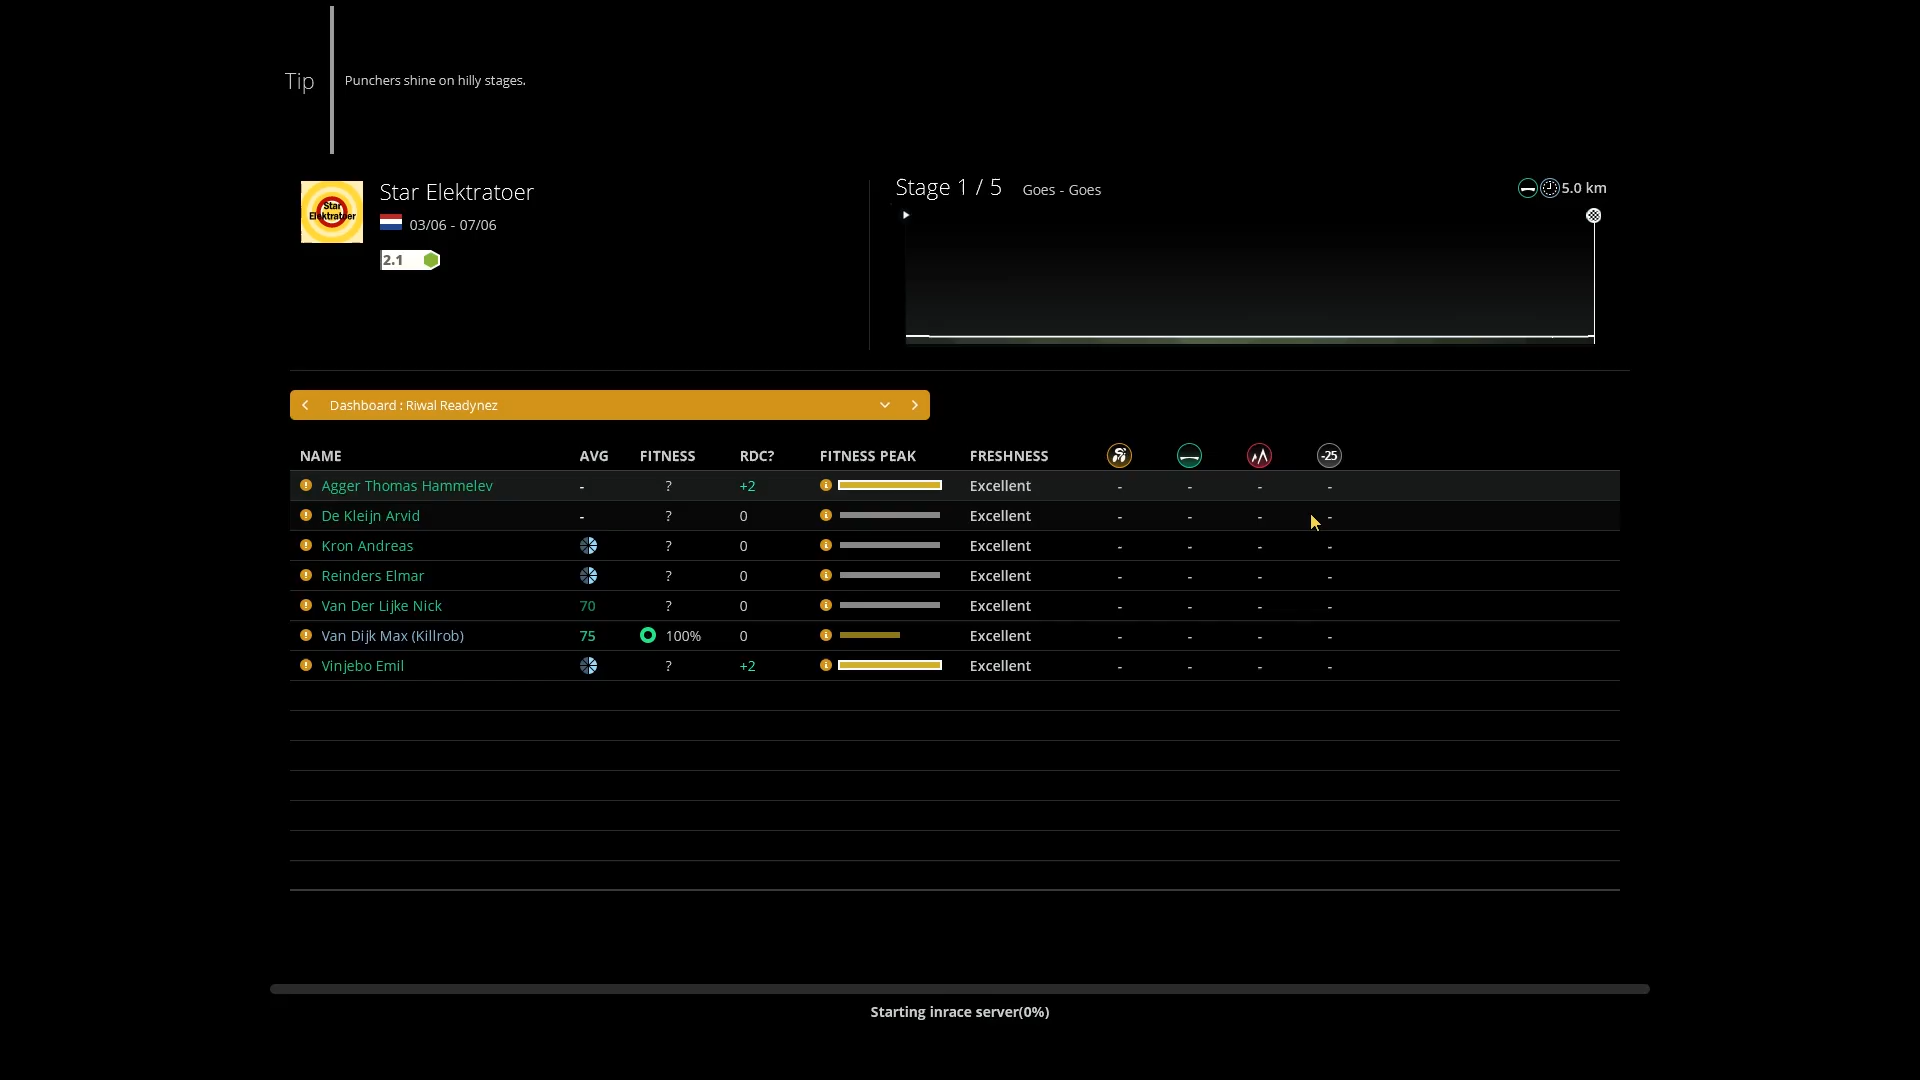 Tip
Punchers shine on hilly stages.
Star Elektratoer
Star
Elektratoer
03/06 - 07/06
2.1
Stage 1 / 5 Goes - Goes 5.0 km
Dashboard : Riwal Readynez
NAME AVG FITNESS RDC? FITNESS PEAK FRESHNESS -25
Agger Thomas Hammelev - ? +2 Excellent - - - -
De Kleijn Arvid - ? 0 Excellent - - - -
Kron Andreas ? 0 Excellent - - - -
Reinders Elmar ? 0 Excellent - - - -
Van Der Lijke Nick 70 ? 0 Excellent - - - -
Van Dijk Max (Killrob) 75 100% 0 Excellent - - - -
Vinjebo Emil ? +2 Excellent - - - -
Starting inrace server(0%)